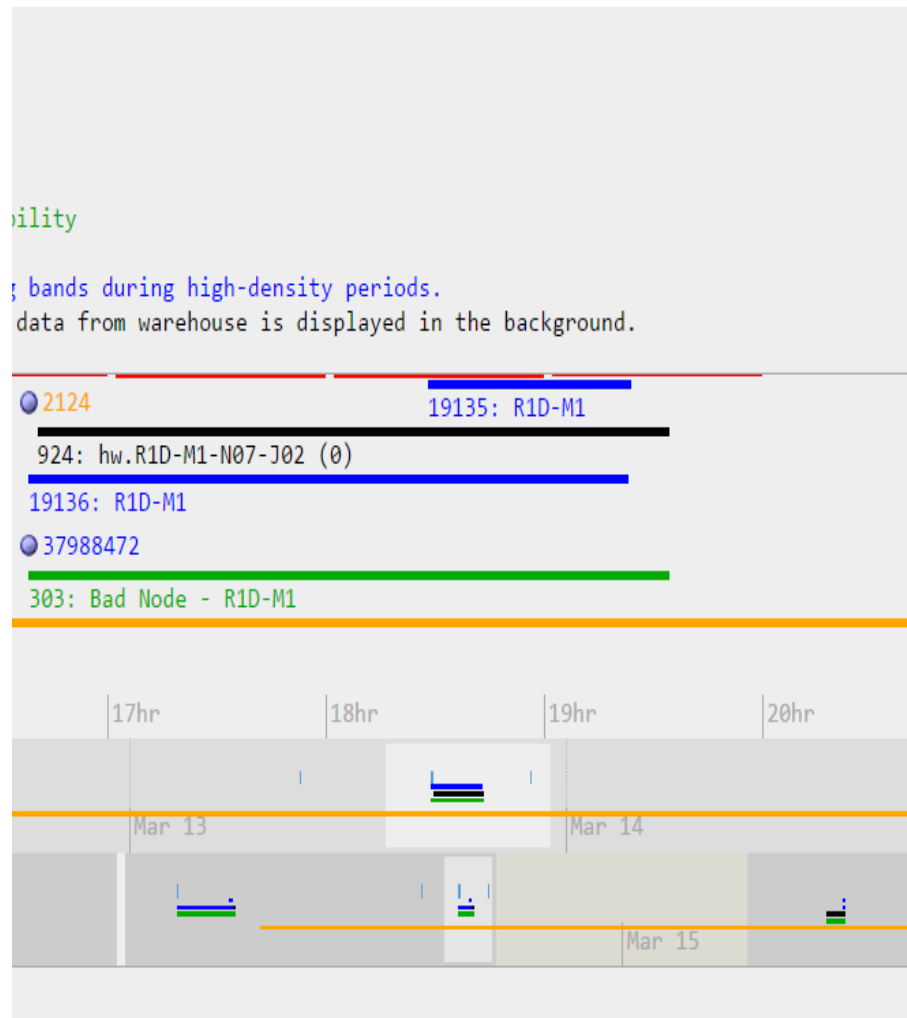 bility
g bands during high-density periods.
data from warehouse is displayed in the background.
2124
19135: R1D-M1
924: hw.R1D-M1-N07-J02 (0)
19136: R1D-M1
37988472
303: Bad Node - R1D-M1
17hr 18hr 19hr 20hr
Mar 13 Mar 14
Mar 15